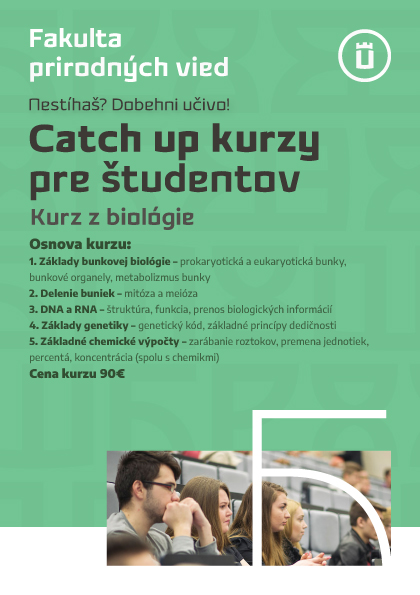 Fakulta
prírodných vied
Nestíhaš? Dobehni učivo!
Catch up kurzy
pre študentov
Kurz z biológie
Osnova kurzu:
1. Základy bunkovej biológie – prokaryotická a eukaryotická bunky,
bunkové organely, metabolizmus bunky
2. Delenie buniek – mitóza a meióza
3. DNA a RNA – štruktúra, funkcia, prenos biologických informácií
4. Základy genetiky – genetický kód, základné princípy dedičnosti
5. Základné chemické výpočty – zarábanie roztokov, premena jednotiek,
percentá, koncentrácia (spolu s chemikmi)
Cena kurzu 90€